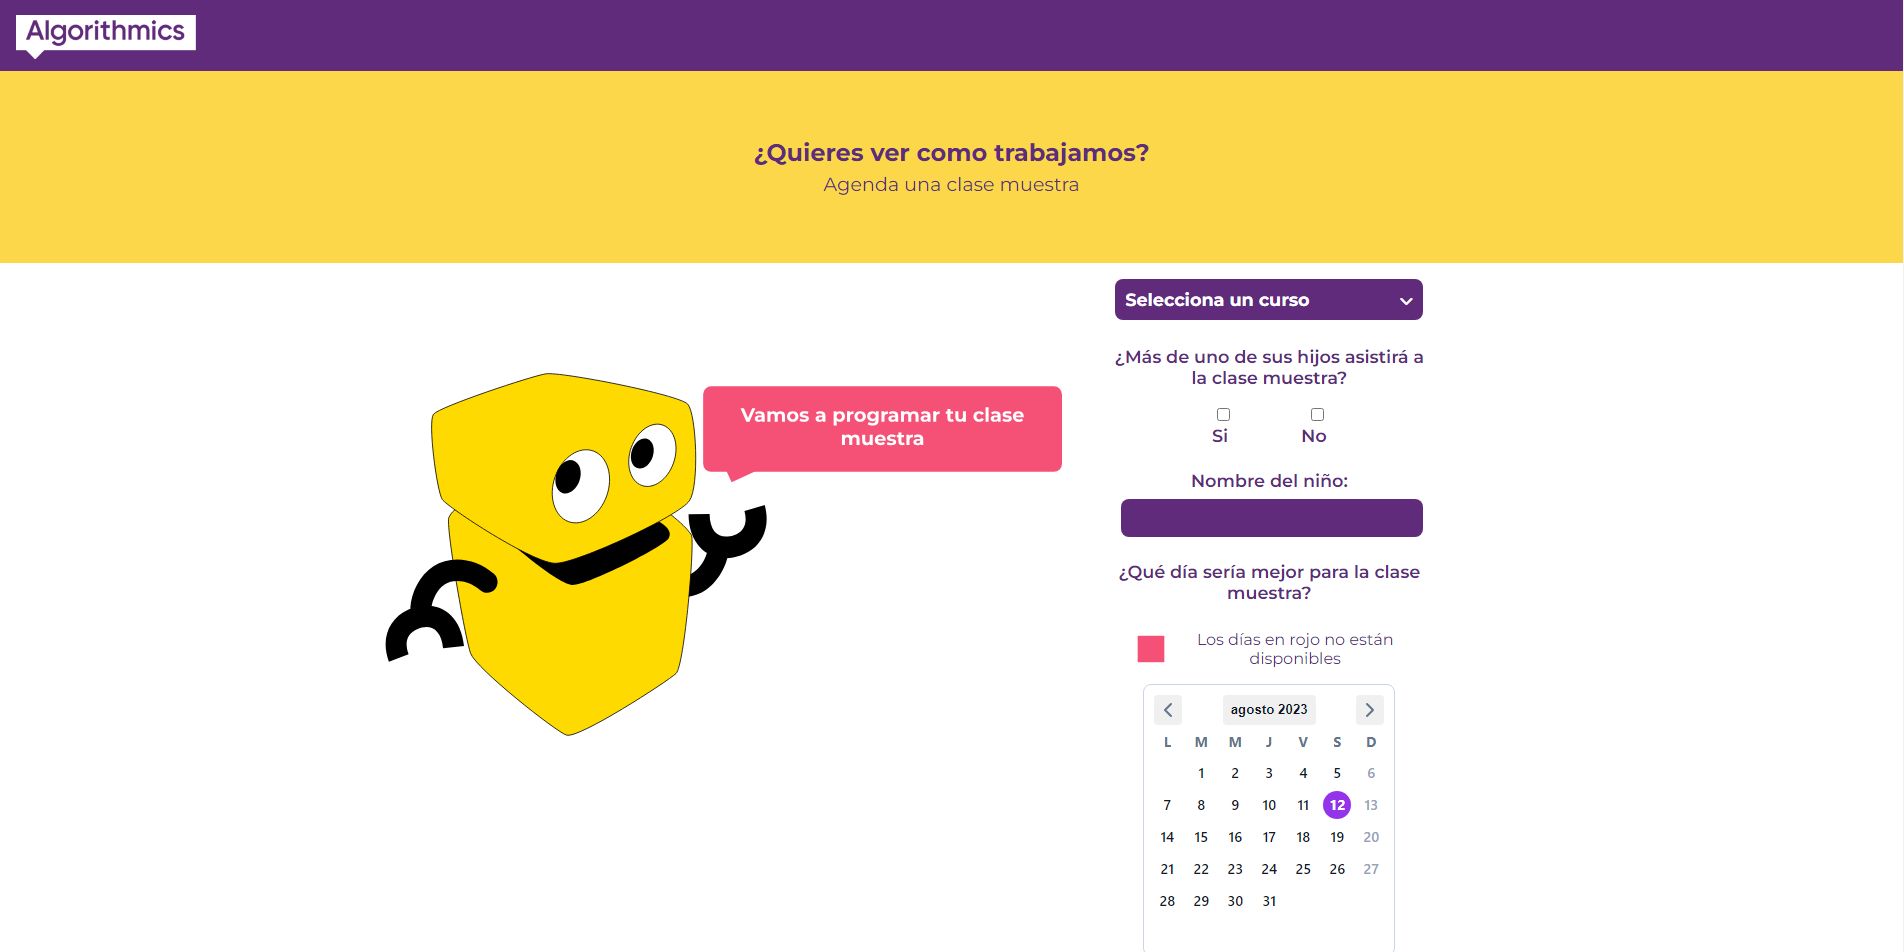 Algorithmics
¿Quieres ver como trabajamos?
Agenda una clase muestra
Vamos a programar tu clase
muestra
Selecciona un curso
¿Más de uno de sus hijos asistirá a
la clase muestra?
Si No
Nombre del niño:
¿Qué día sería mejor para la clase
muestra?
Los días en rojo no están
disponibles
agosto 2023
L M M J V S D
1 2 3 4 5 6
7 8 9 10 11 12 13
14 15 16 17 18 19 20
21 22 23 24 25 26 27
28 29 30 31